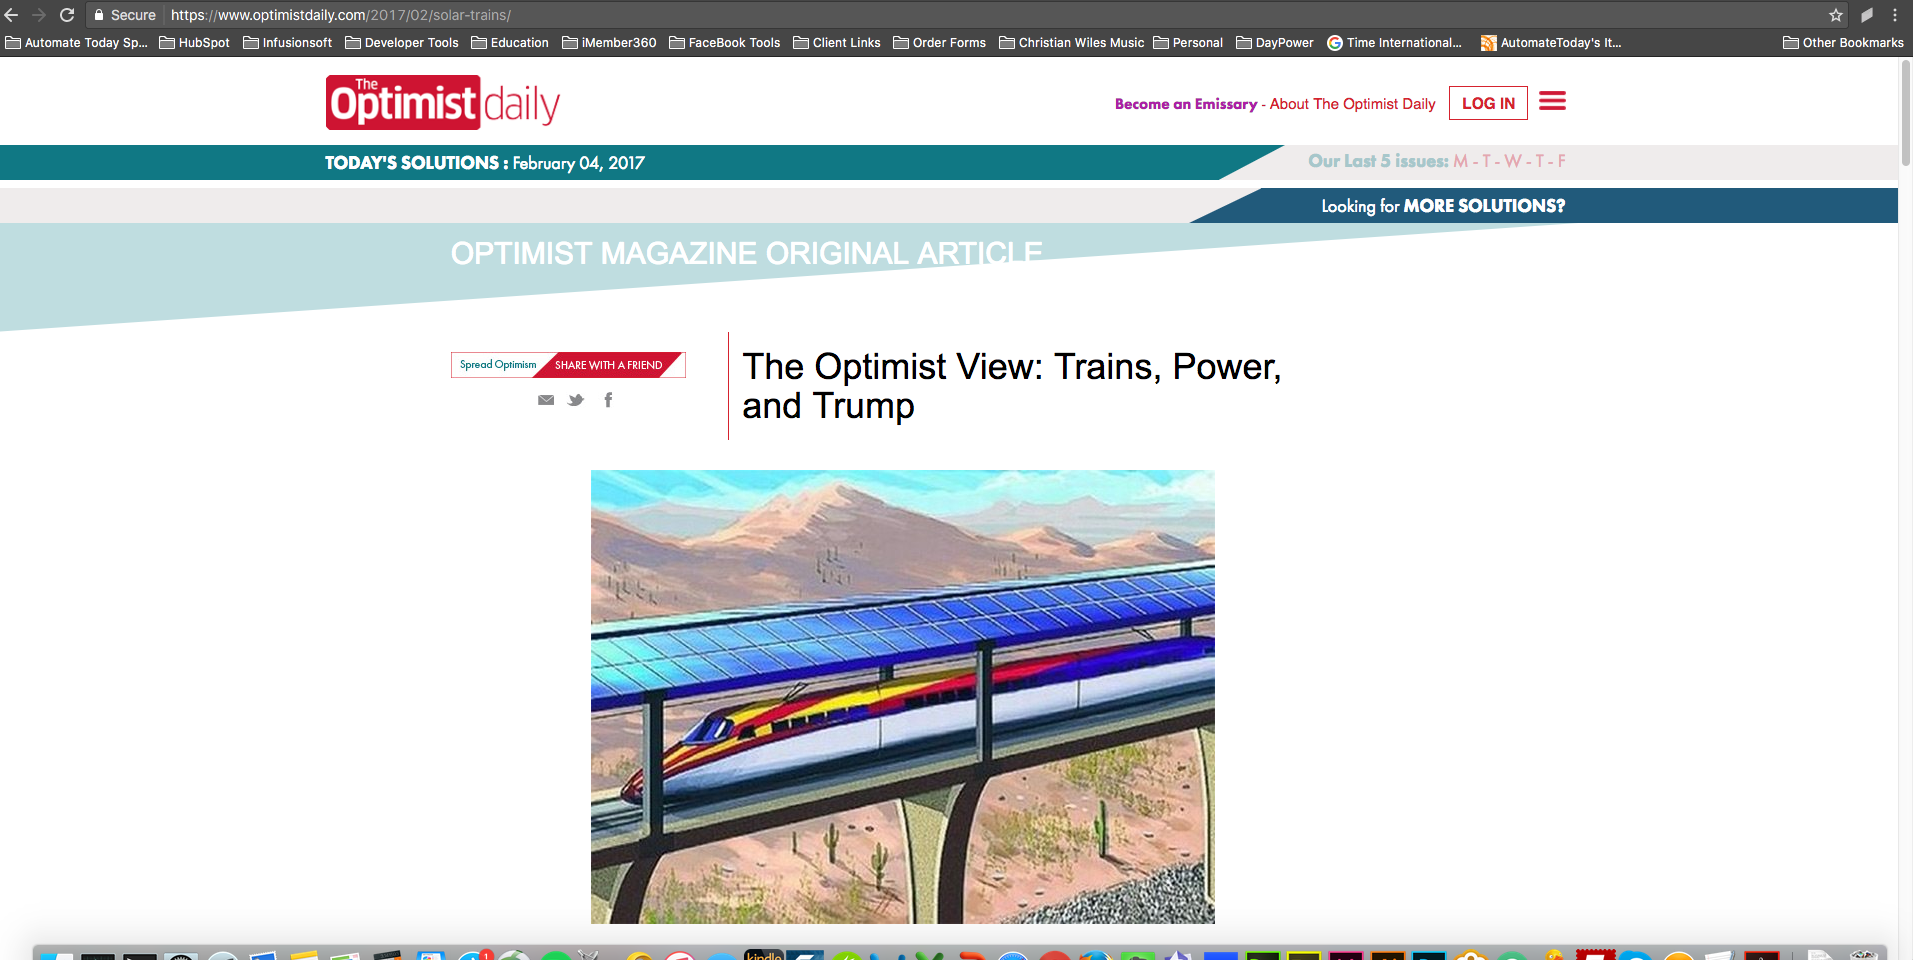 Secure https://www.optimistdaily.com/2017/02/solar-trains/
Automate Today Sp... HubSpot Infusionsoft Developer Tools Education iMember360 FaceBook Tools Client Links Order Forms Christian Wiles Music Personal DayPower Time International... AutomateToday's It... Other Bookmarks
The
Optimist daily
Become an Emissary - About The Optimist Daily LOG IN
TODAY'S SOLUTIONS : February 04, 2017
Our Last 5 issues: M - T - W - T - F
Looking for MORE SOLUTIONS?
OPTIMIST MAGAZINE ORIGINAL ARTICLE
Spread Optimism SHARE WITH A FRIEND
The Optimist View: Trains, Power,
and Trump
1
kindle